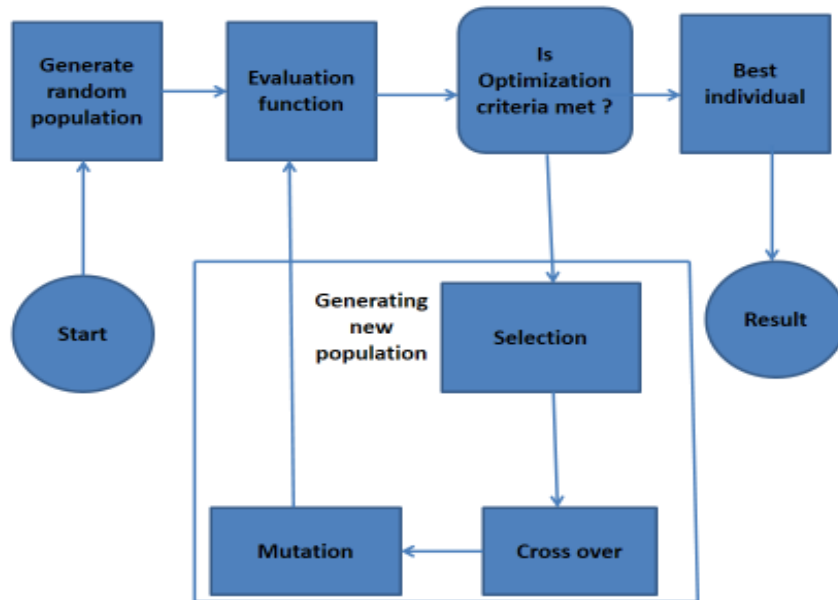 Generate
random
population
Evaluation
function
Is
Optimization
criteria met ?
Best
individual
Start
Generating
new
population
Selection
Result
Mutation
Cross over